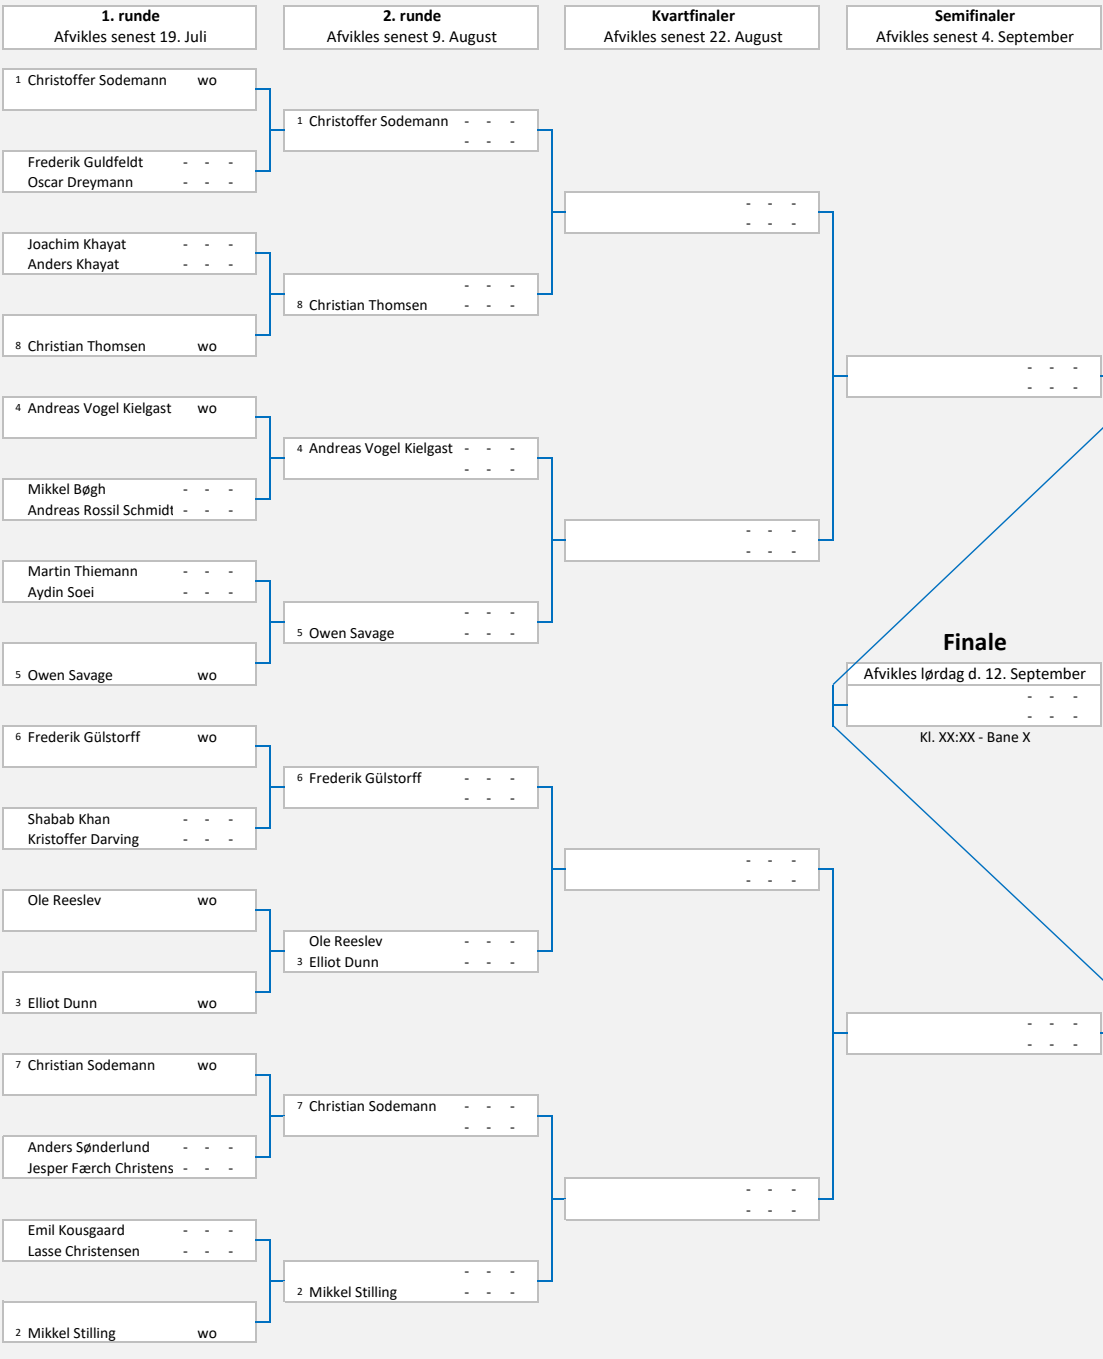 1. runde
Afvikles senest 19. Juli
2. runde
Afvikles senest 9. August
Kvartfinaler
Afvikles senest 22. August
Semifinaler
Afvikles senest 4. September
1 Christoffer Sodemann wo
Frederik Guldfeldt - - -
Oscar Dreymann - - -
Joachim Khayat - - -
Anders Khayat - - -
8 Christian Thomsen wo
4 Andreas Vogel Kielgast wo
Mikkel Bøgh - - -
Andreas Rossil Schmidt - - -
Martin Thiemann - - -
Aydin Soei - - -
5 Owen Savage wo
6 Frederik Gülstorff wo
Shabab Khan - - -
Kristoffer Darving - - -
Ole Reeslev wo
3 Elliot Dunn wo
7 Christian Sodemann wo
Anders Sønderlund - - -
Jesper Færch Christens - - -
Emil Kousgaard - - -
Lasse Christensen - - -
2 Mikkel Stilling wo
1 Christoffer Sodemann - - -
- - -
- - -
8 Christian Thomsen - - -
4 Andreas Vogel Kielgast - - -
- - -
- - -
5 Owen Savage - - -
6 Frederik Gülstorff - - -
- - -
Ole Reeslev - - -
3 Elliot Dunn - - -
7 Christian Sodemann - - -
- - -
- - -
2 Mikkel Stilling - - -
- - -
- - -
- - -
- - -
- - -
- - -
- - -
- - -
- - -
- - -
Finale
Afvikles lørdag d. 12. September
- - -
- - -
Kl. XX:XX - Bane X
- - -
- - -